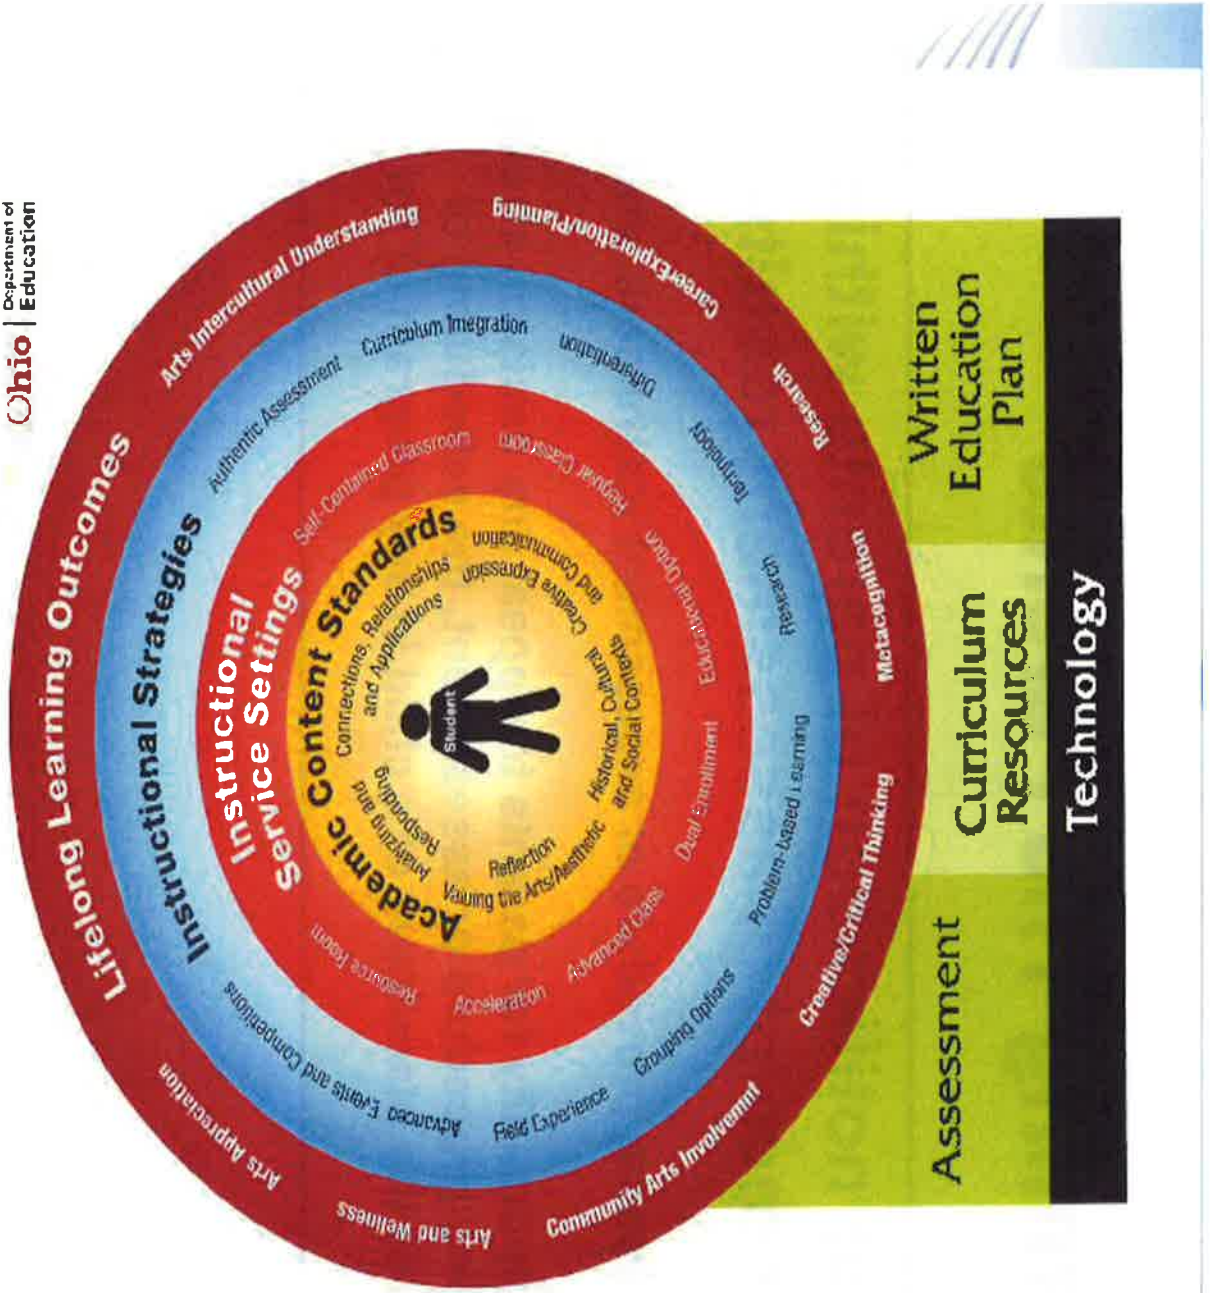 Ohio
Department of
Education
Lifelong Learning Outcomes
Arts Appreciation
Arts Intercultural Understanding
Arts and Wellness
CareerExploration/Planning
Community Arts Involvemnt
Research
Creative/Critical Thinking
Metacognition
Instructional Strategies
Advanced Events and Competitions
Authentic Assessment
Curriculum Integration
Field Experience
Differentiation
Grouping Options
Technology
Problem-based Learning
Research
Instructional
Service Settings
Resource Room
Self-Contained Classroom
Acceleration
Regular Classroom
Advanced Class
Educational Option
Dual Enrollment
Academic Content Standards
Analyzing and
Responding
Connections, Relationships
and Applications
Valuing the Arts/Aesthetic
Reflection
Creative Expression
and Communication
Historical, Cultural
and Social Contexts
Student
Assessment
Curriculum
Resources
Written
Education
Plan
Technology